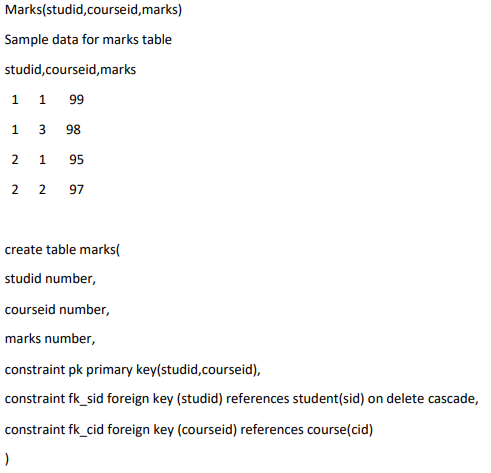 Marks(studid,courseid,marks)
Sample data for marks table
studid,courseid,marks
1 1 99
1 3 98
2 1 95
2 2 97
create table marks(
studid number,
courseid number,
marks number,
constraint pk primary key(studid,courseid),
constraint fk_sid foreign key (studid) references student(sid) on delete cascade,
constraint fk_cid foreign key (courseid) references course(cid)
)